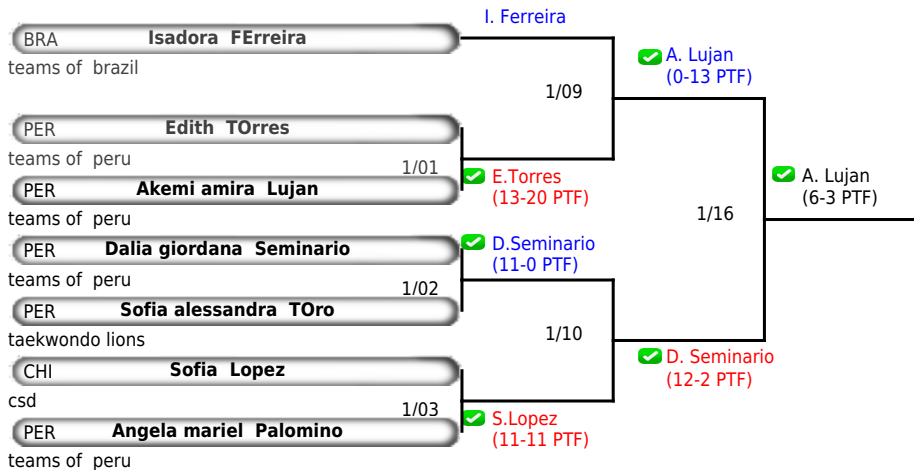 I. Ferreira
BRA Isadora FErreira
teams of brazil
A. Lujan
(0-13 PTF)
1/09
PER Edith TOrres
teams of peru
1/01
E.Torres
(13-20 PTF)
PER Akemi amira Lujan
teams of peru
A. Lujan
(6-3 PTF)
1/16
PER Dalia giordana Seminario
teams of peru
D.Seminario
(11-0 PTF)
1/02
PER Sofia alessandra TOro
taekwondo lions
1/10
D. Seminario
(12-2 PTF)
CHI Sofia Lopez
csd
1/03
S.Lopez
(11-11 PTF)
PER Angela mariel Palomino
teams of peru